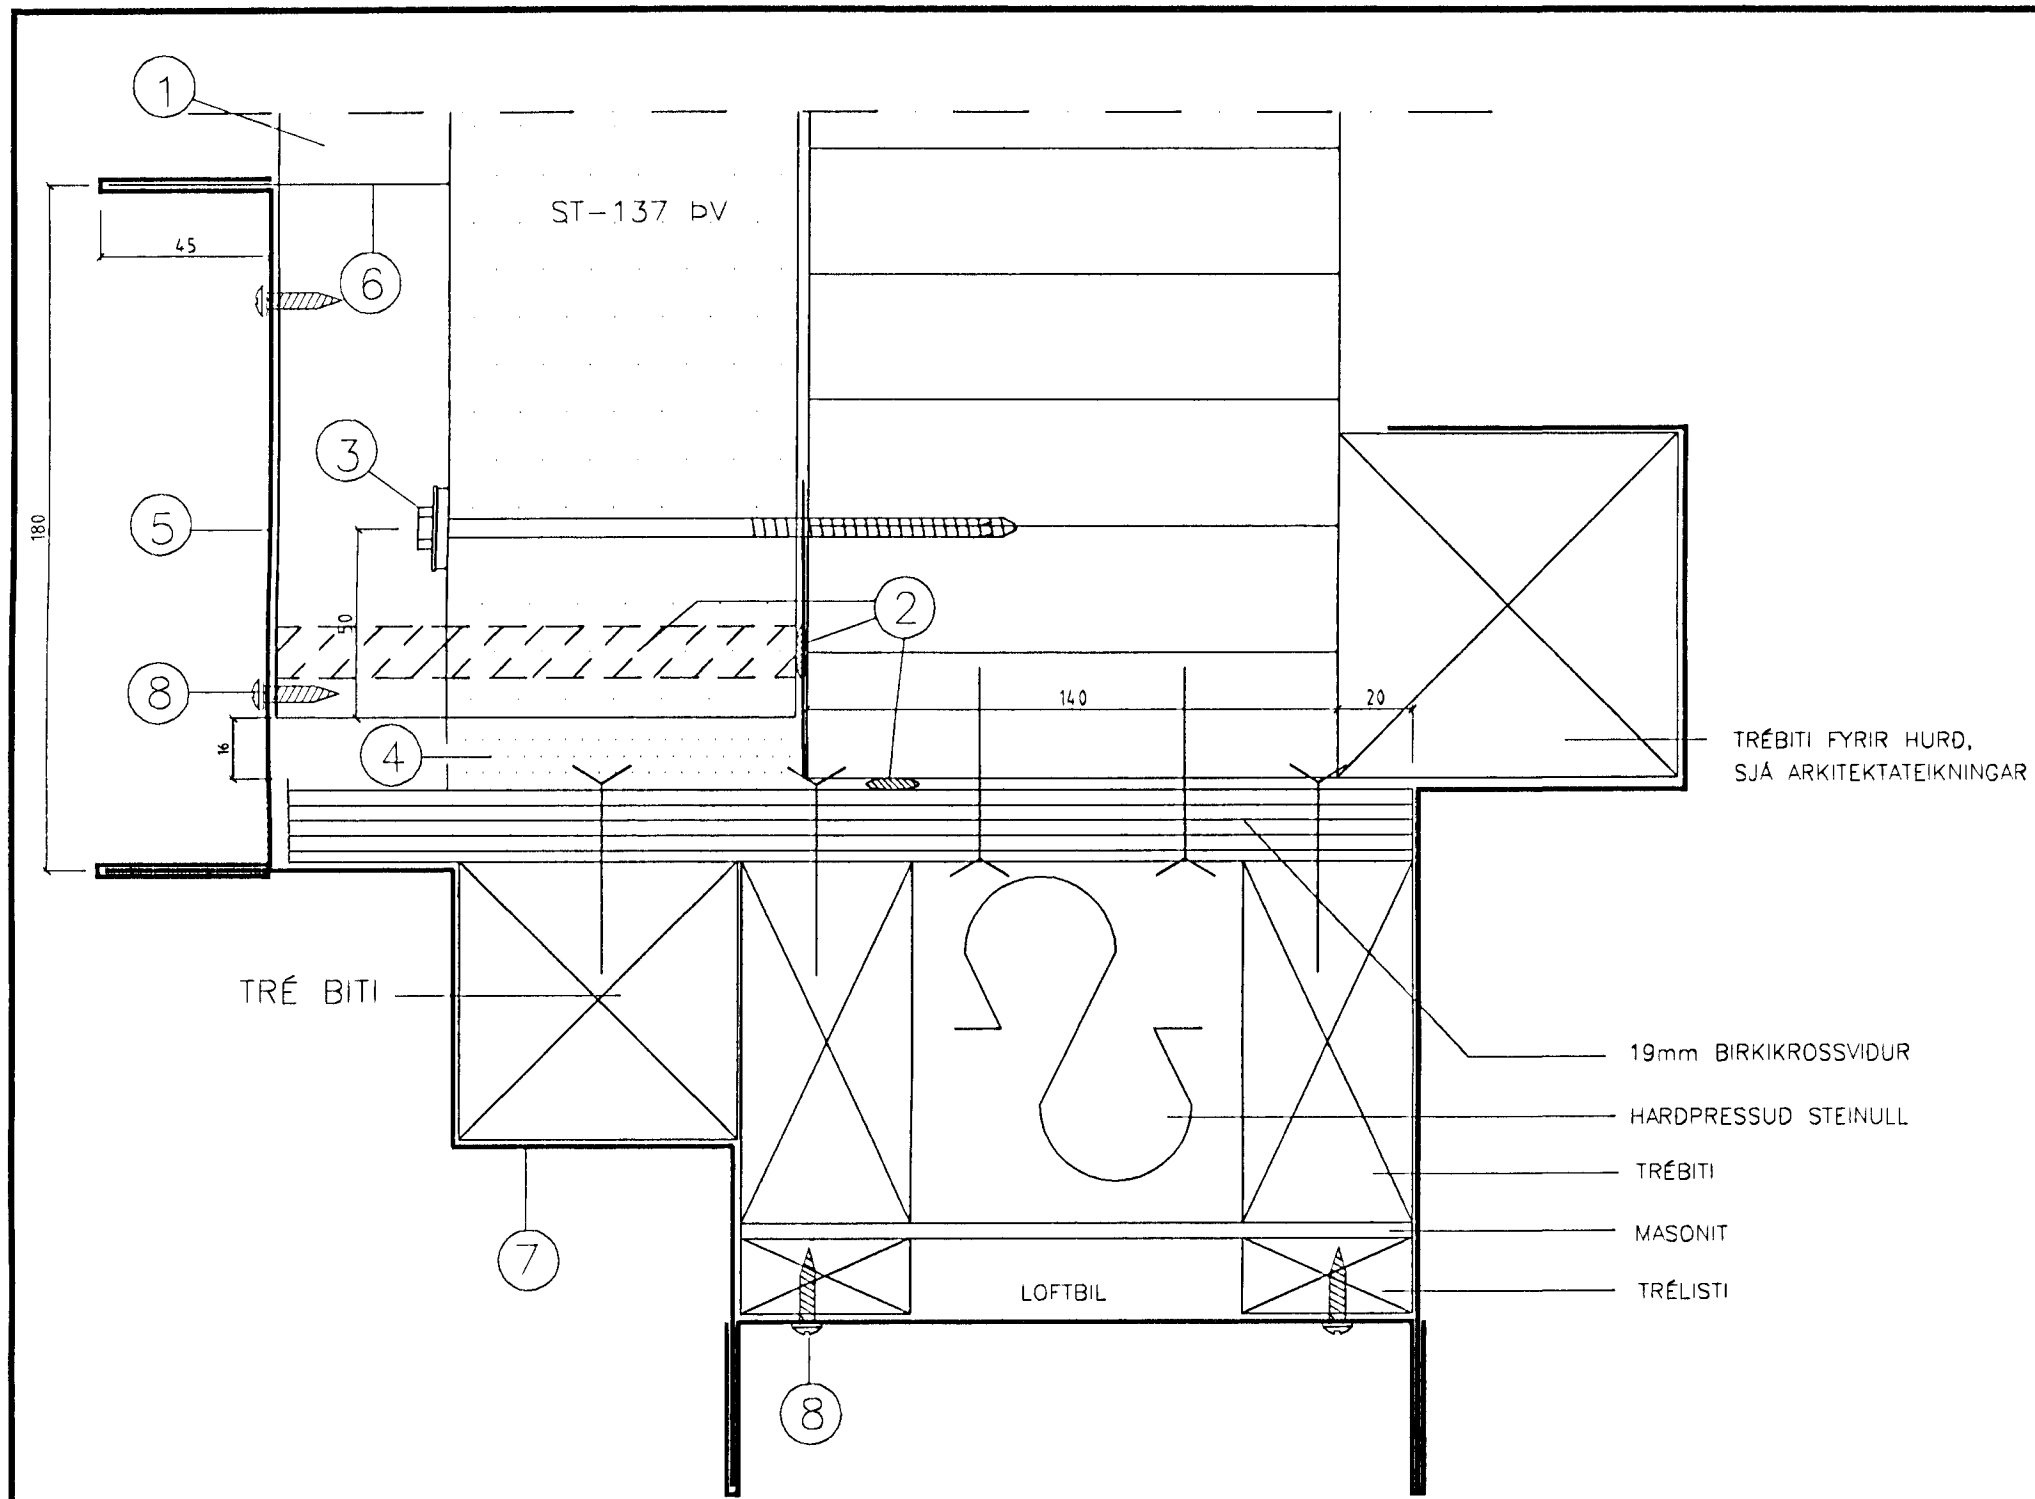 1
ST-137 ÞV
45
6
3
180
5
50
2
8
140
20
16
4
TRÉBITI FYRIR HURÐ,
SJÁ ARKITEKTATEIKNINGAR
TRÉ BITI
19mm BIRKIKROSSVIÐUR
HARÐPRESSUÐ STEINULL
TRÉBITI
MASONIT
7
LOFTBIL
TRÉLISTI
8